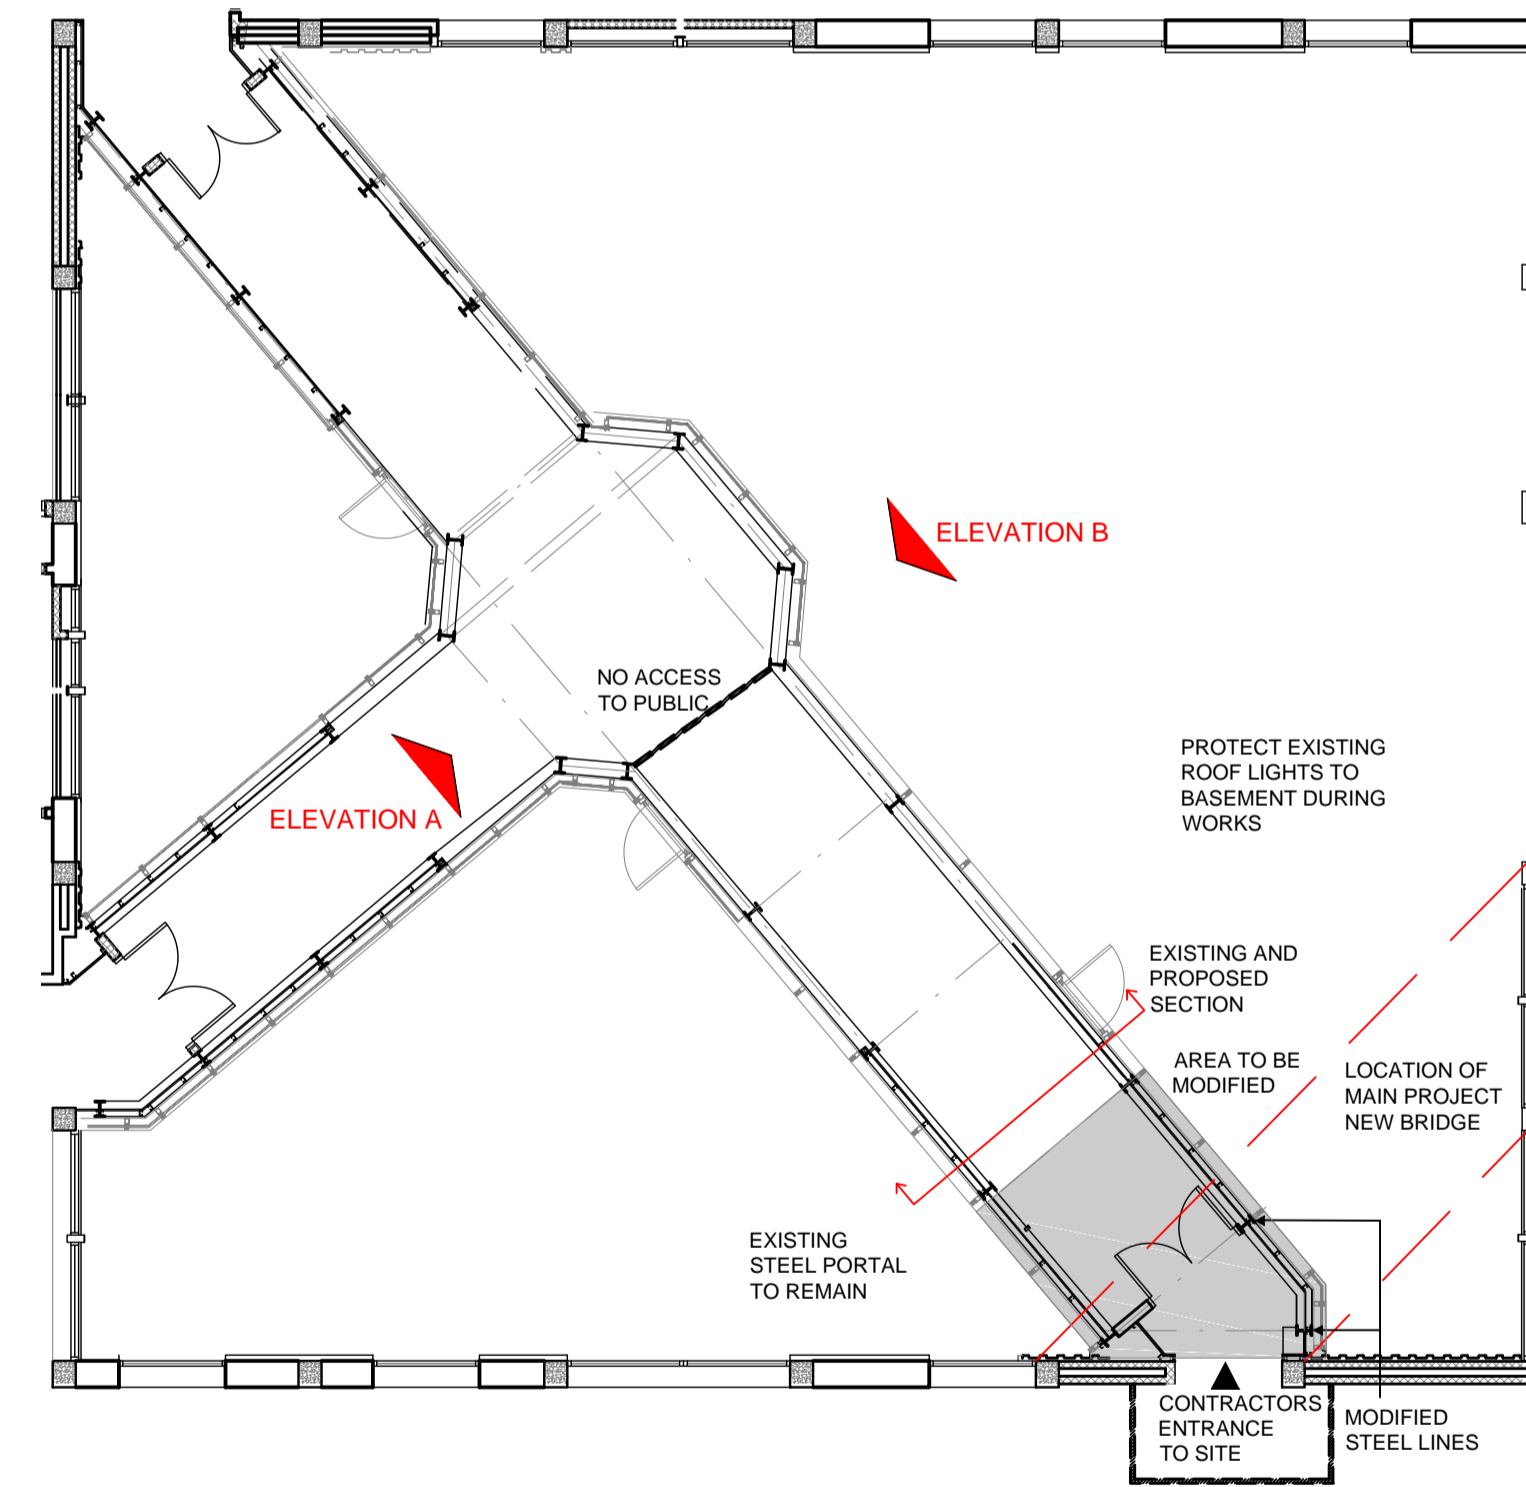 ELEVATION B
NO ACCESS
TO PUBLIC
ELEVATION A
PROTECT EXISTING
ROOF LIGHTS TO
BASEMENT DURING
WORKS
EXISTING AND
PROPOSED
SECTION
AREA TO BE
MODIFIED
LOCATION OF
MAIN PROJECT
NEW BRIDGE
EXISTING
STEEL PORTAL
TO REMAIN
CONTRACTORS
ENTRANCE
TO SITE
MODIFIED
STEEL LINES